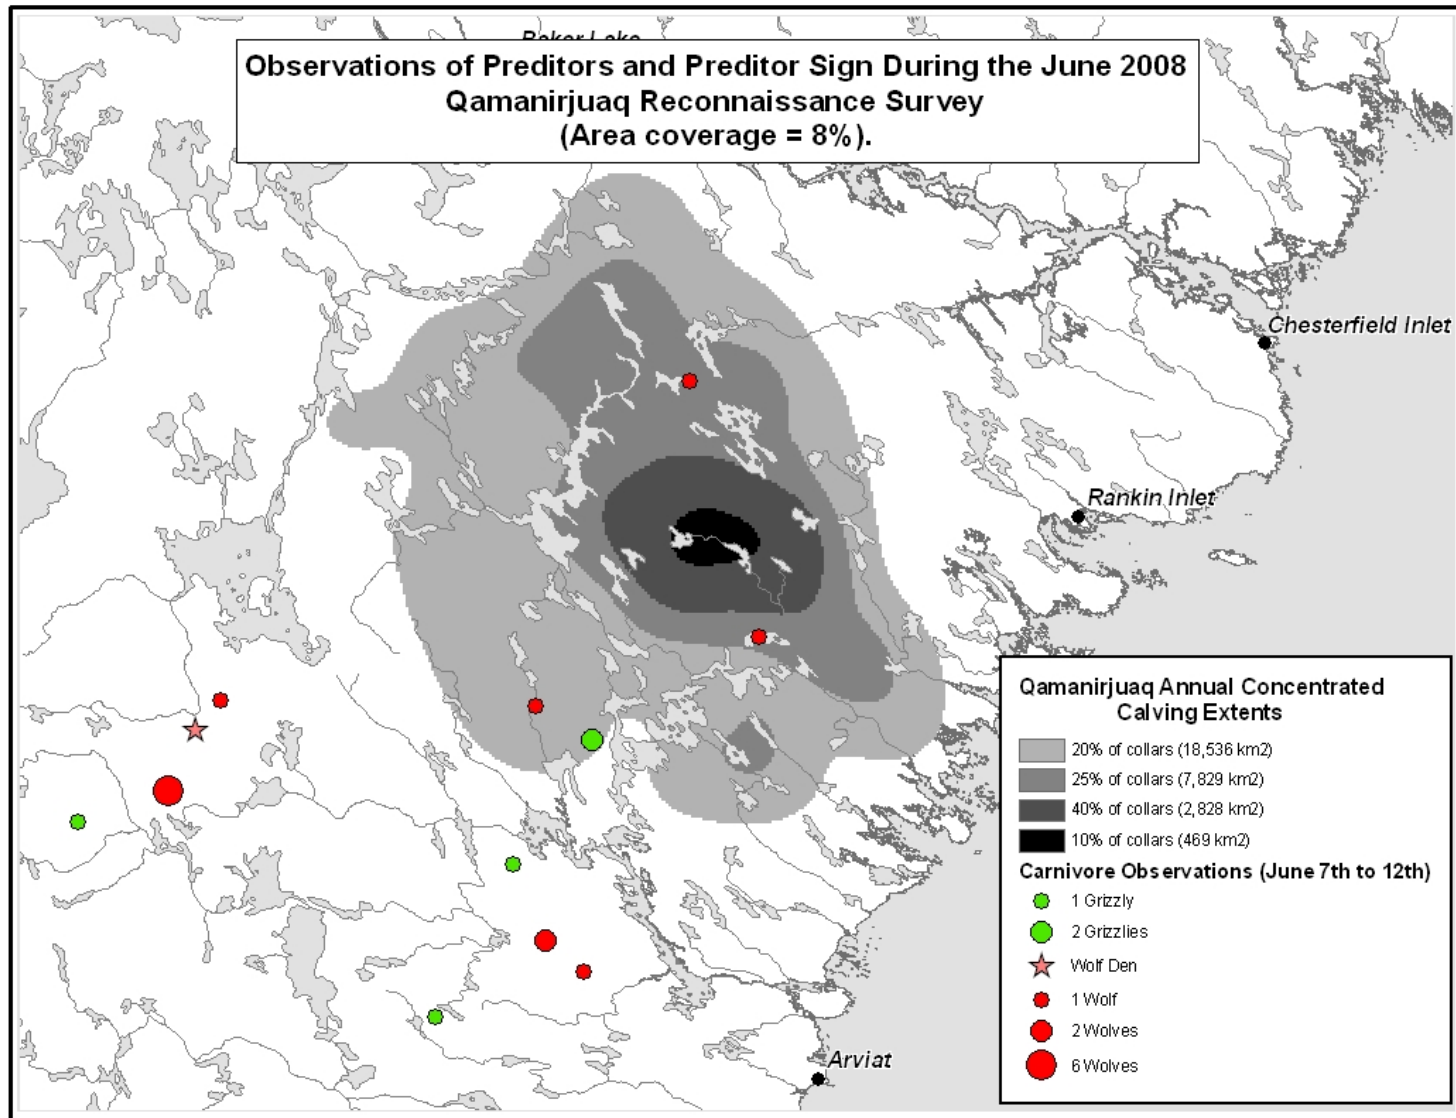 Baker Lake
Observations of Preditors and Preditor Sign During the June 2008
Qamanirjuaq Reconnaissance Survey
(Area coverage = 8%).
Chesterfield Inlet
Rankin Inlet
Qamanirjuaq Annual Concentrated
Calving Extents
20% of collars (18,536 km2)
25% of collars (7,829 km2)
40% of collars (2,828 km2)
10% of collars (469 km2)
Carnivore Observations (June 7th to 12th)
1 Grizzly
2 Grizzlies
Wolf Den
1 Wolf
2 Wolves
6 Wolves
Arviat